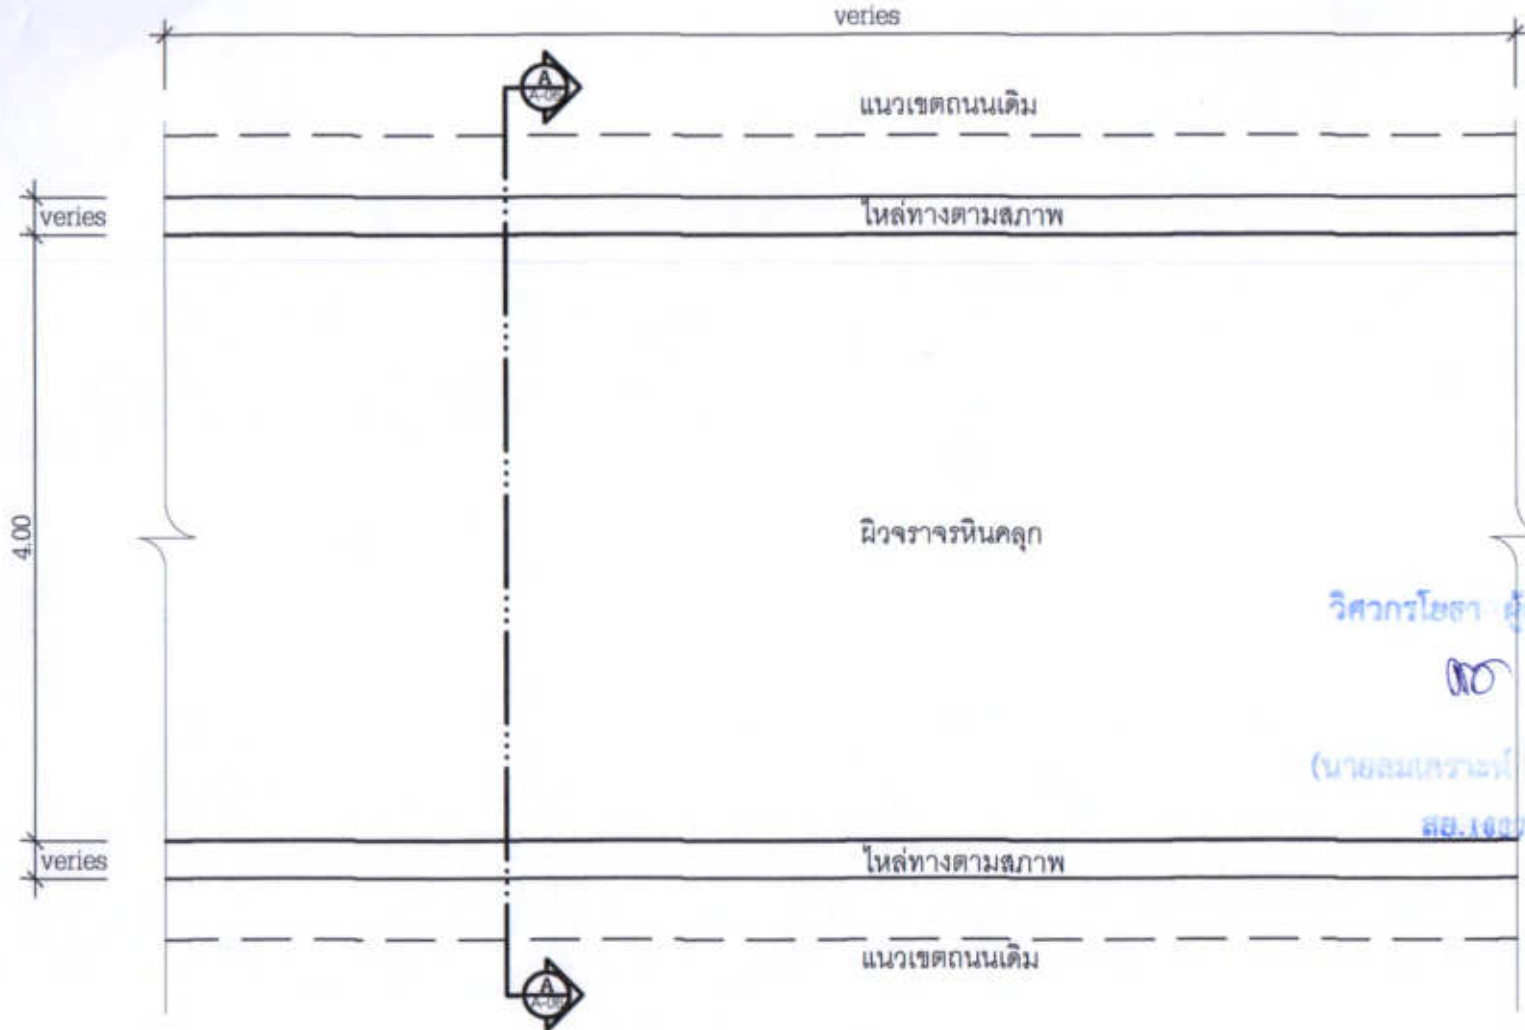 veries
A
A-06
แนวเขตถนนเดิม
veries
ไหล่ทางตามสภาพ
4.00
ผิวจราจรหินคลุก
วิศวกรโยธา
veries
ไหล่ทางตามสภาพ
แนวเขตถนนเดิม
A
A-06